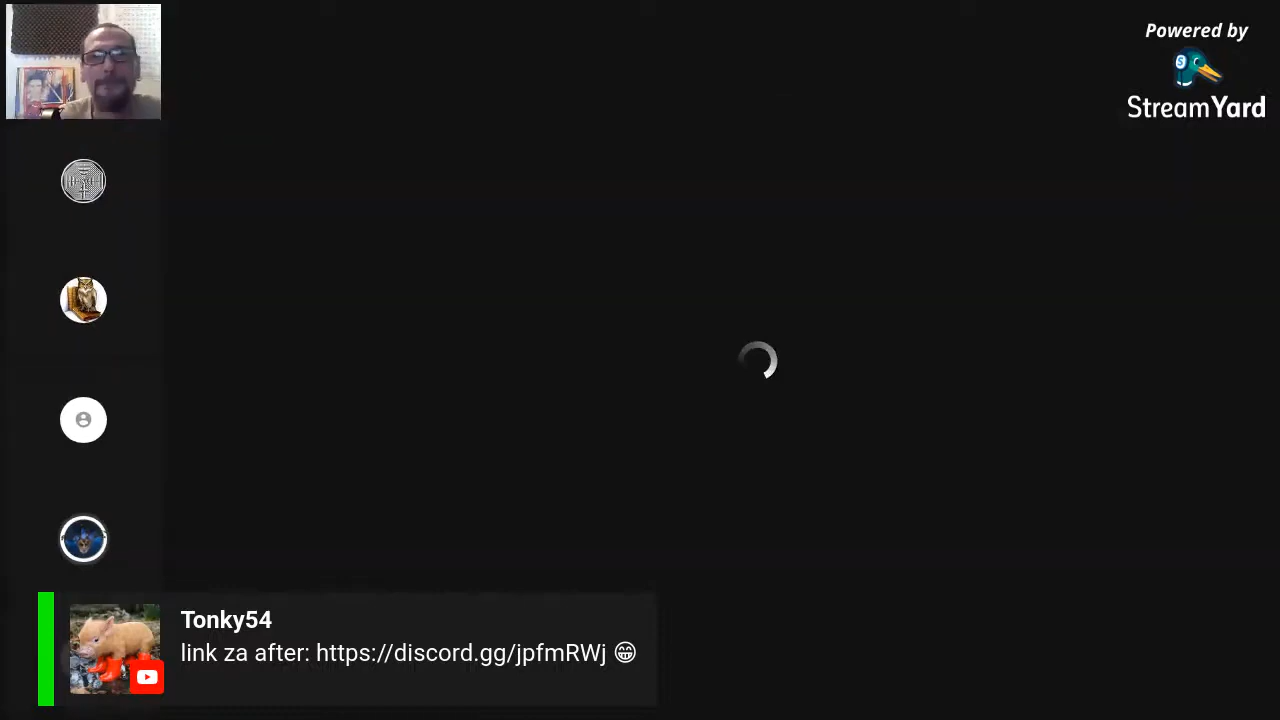 Powered by
StreamYard
Tonky54
link za after: https://discord.gg/jpfmRWj 😁